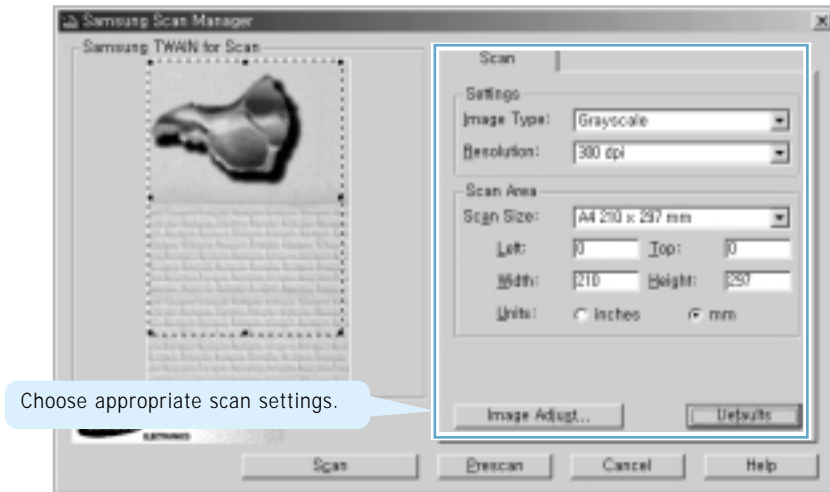 Samsung Scan Manager
Samsung TWAIN for Scan
Scan
Settings
Image Type: Grayscale
Resolution: 300 dpi
Scan Area
Scan Size: A4 210 x 297 mm
Left: 0 Top: 0
Width: 210 Height: 297
Units: inches mm
Choose appropriate scan settings.
Image Adjust... Defaults
ELECTRONICS
Scan Prescan Cancel Help